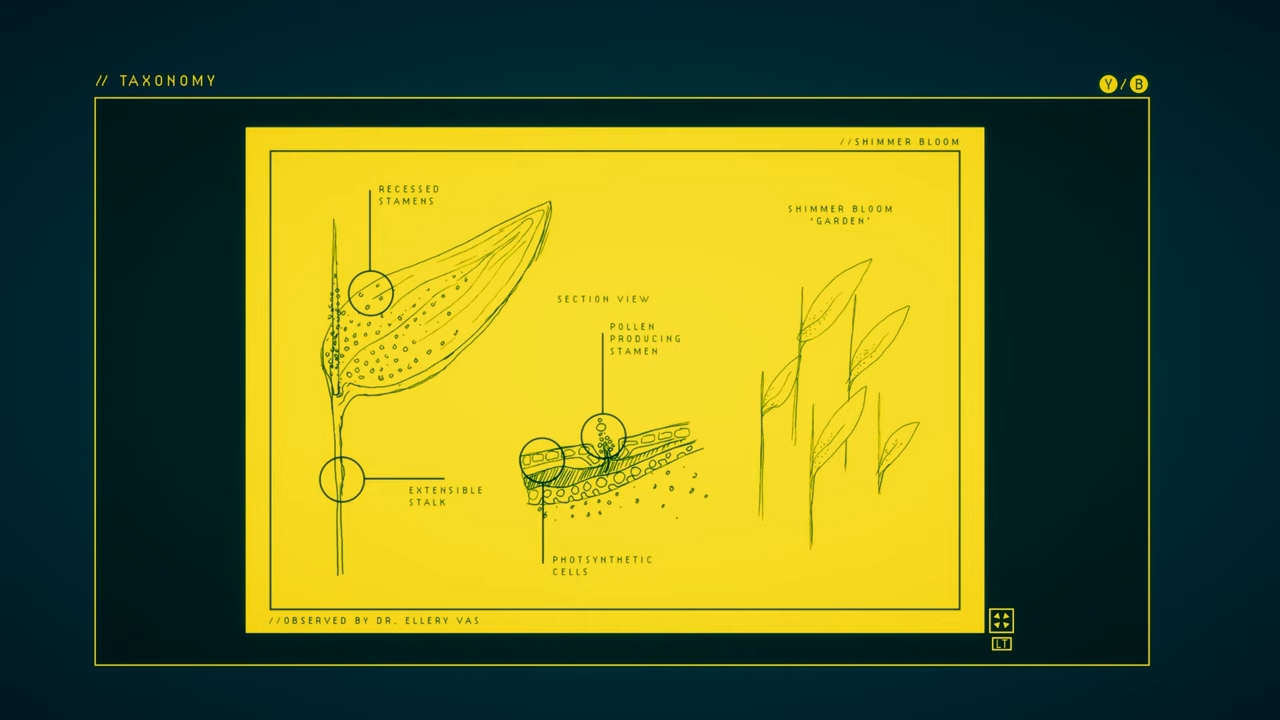 // TAXONOMY
Y / B
//SHIMMER BLOOM
RECESSED
STAMENS
SHIMMER BLOOM
"GARDEN"
SECTION VIEW
POLLEN
PRODUCING
STAMEN
EXTENSIBLE
STALK
PHOTSYNTHETIC
CELLS
//OBSERVED BY DR. ELLERY VAS
LT